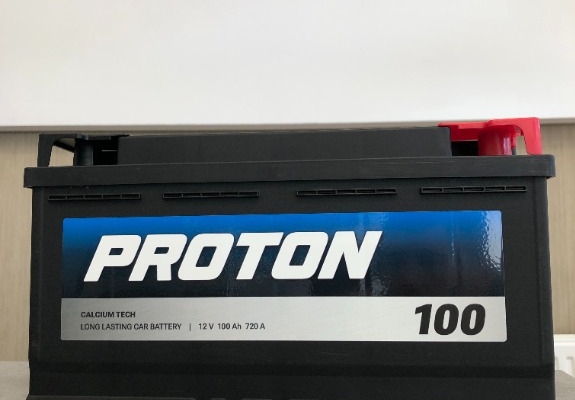 PROTON
CALCIUM TECH
LONG LASTING CAR BATTERY | 12 V 100 Ah 720 A
100